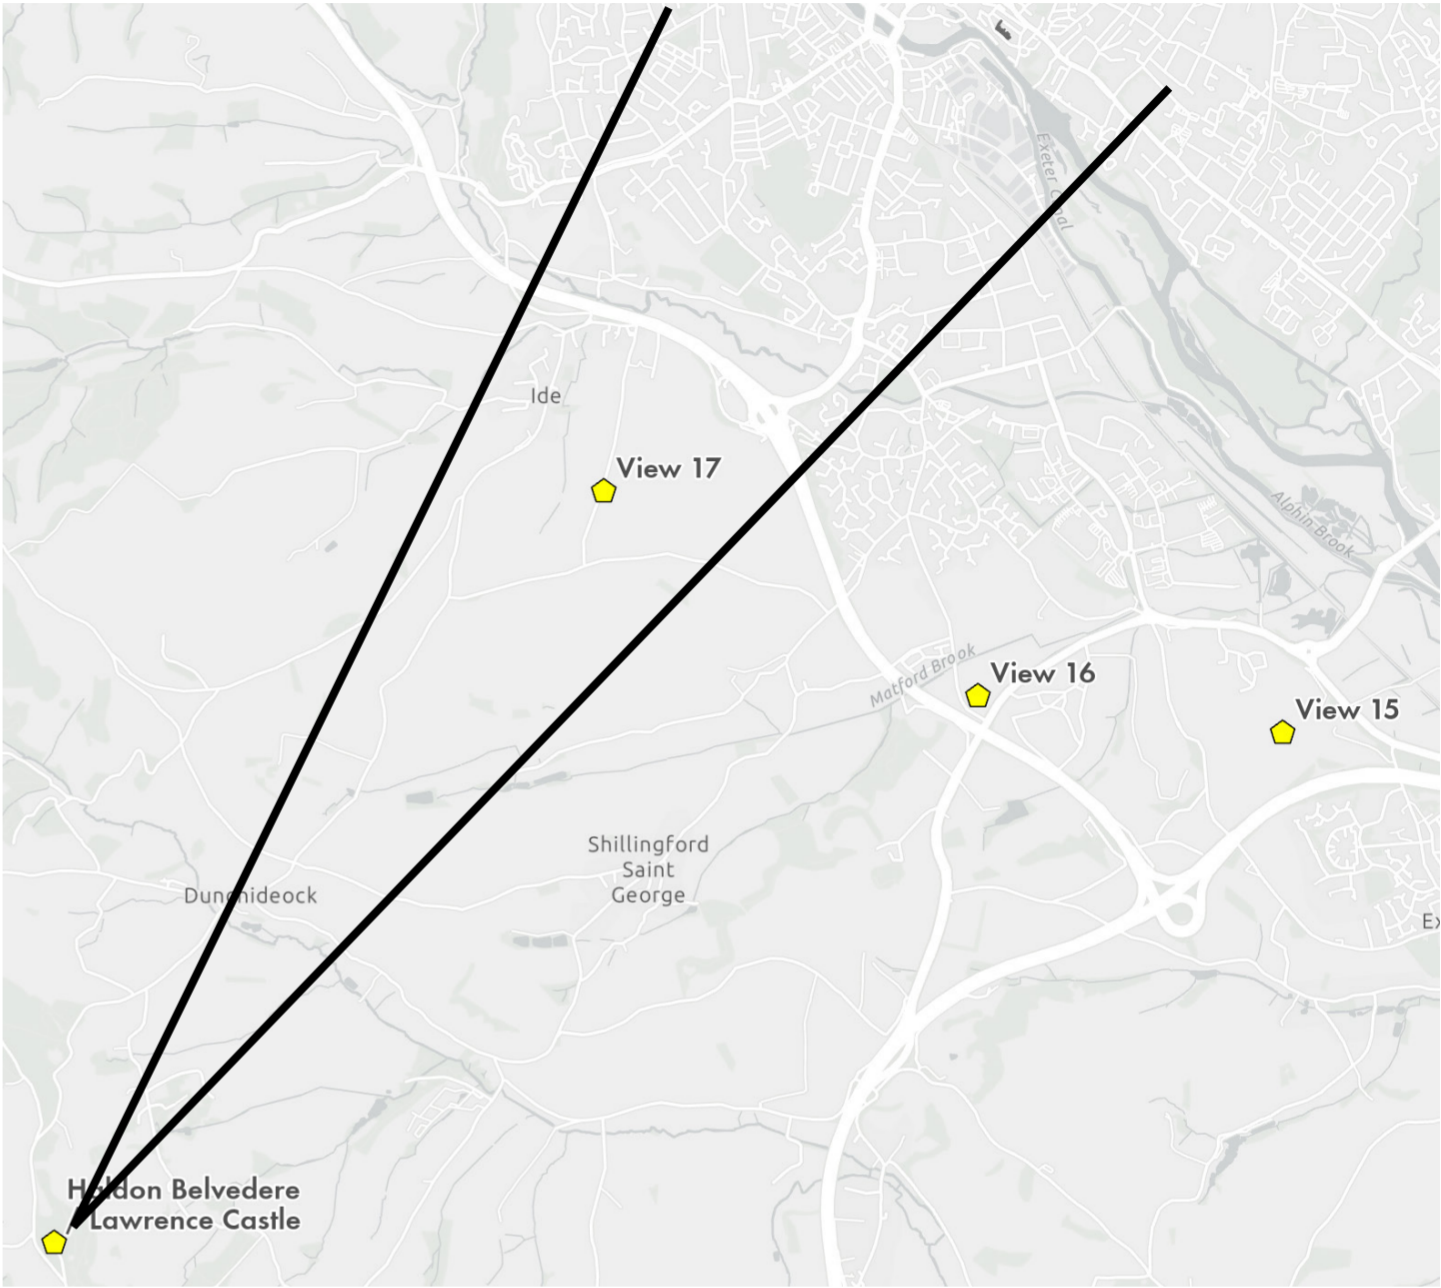 Exeter Canal
Ide
View 17
Alphin Brook
Matford Brook
View 16
View 15
Shillingford
Saint
George
Dunchideock
Ex
Haldon Belvedere
Lawrence Castle